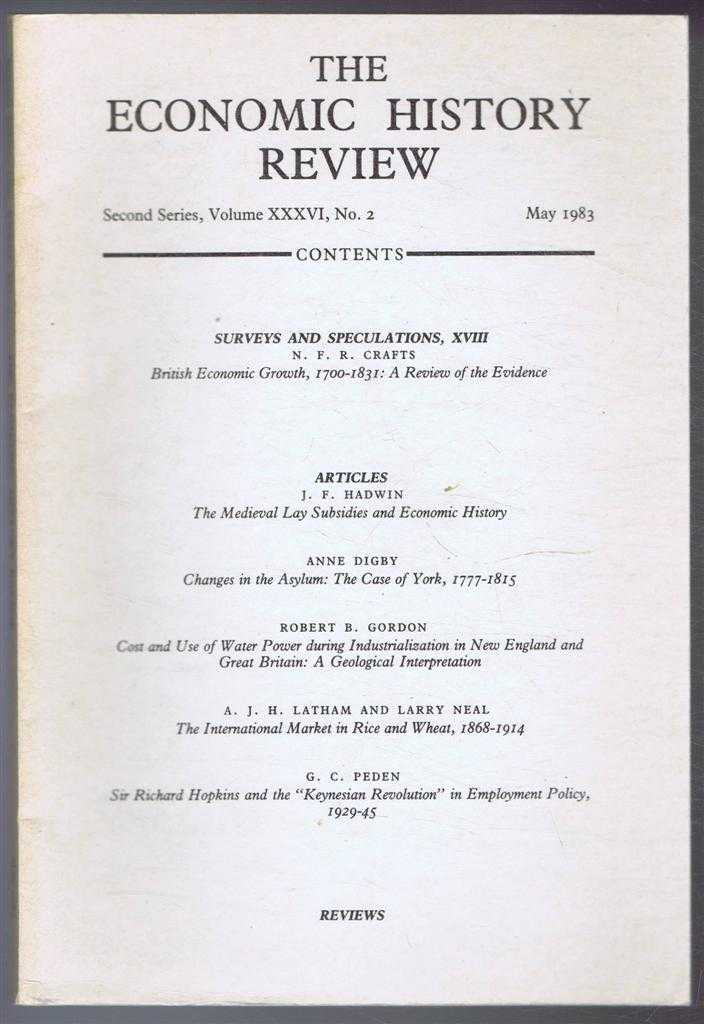 THE
ECONOMIC HISTORY
REVIEW
Second Series, Volume XXXVI, No. 2 May 1983
CONTENTS
SURVEYS AND SPECULATIONS, XVIII
N. F. R. CRAFTS
British Economic Growth, 1700-1831: A Review of the Evidence
ARTICLES
J. F. HADWIN
The Medieval Lay Subsidies and Economic History
ANNE DIGBY
Changes in the Asylum: The Case of York, 1777-1815
ROBERT B. GORDON
Cost and Use of Water Power during Industrialization in New England and
Great Britain: A Geological Interpretation
A. J. H. LATHAM AND LARRY NEAL
The International Market in Rice and Wheat, 1868-1914
G. C. PEDEN
Sir Richard Hopkins and the "Keynesian Revolution" in Employment Policy,
1929-45
REVIEWS